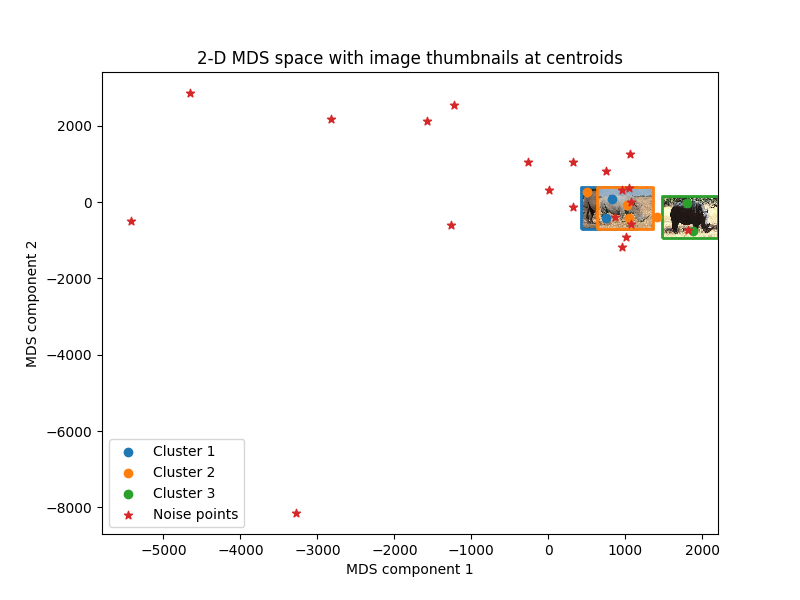 2-D MDS space with image thumbnails at centroids
2000
0
−2000
−4000
−6000
−8000
MDS component 2
Cluster 1
Cluster 2
Cluster 3
Noise points
−5000 −4000 −3000 −2000 −1000 0 1000 2000
MDS component 1